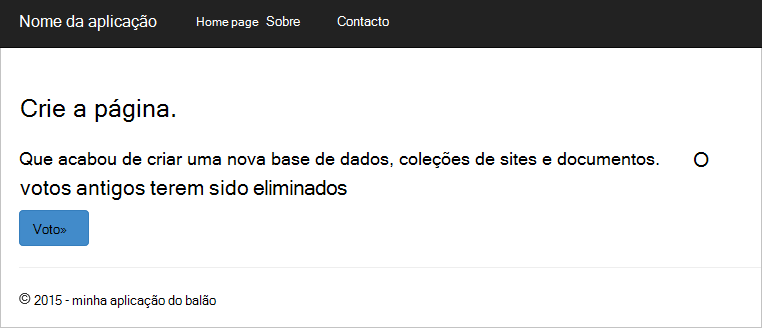 Nome da aplicação Home page Sobre Contacto
Crie a página.
Que acabou de criar uma nova base de dados, coleções de sites e documentos. O
votos antigos terem sido eliminados
Voto»
© 2015 - minha aplicação do balão